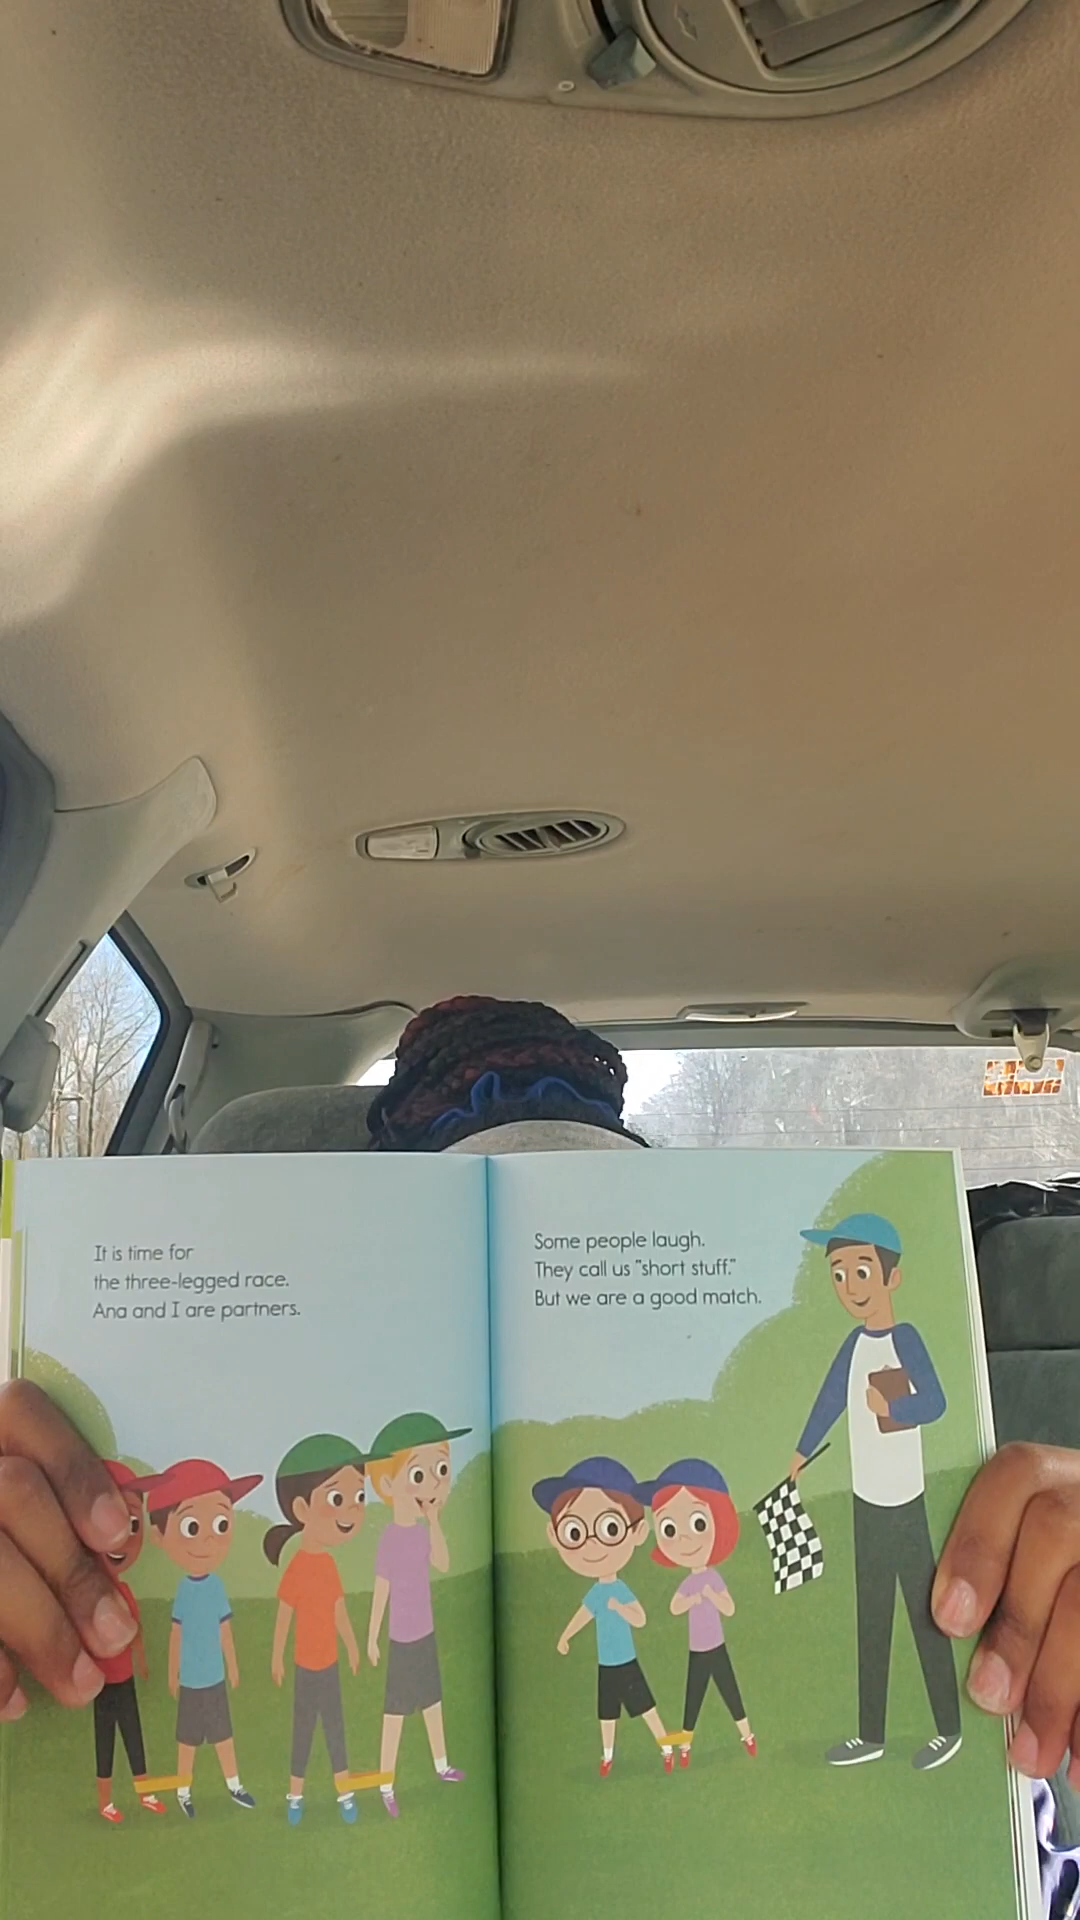 It is time for
the three-legged race.
Ana and I are partners.
Some people laugh.
They call us "short stuff."
But we are a good match.